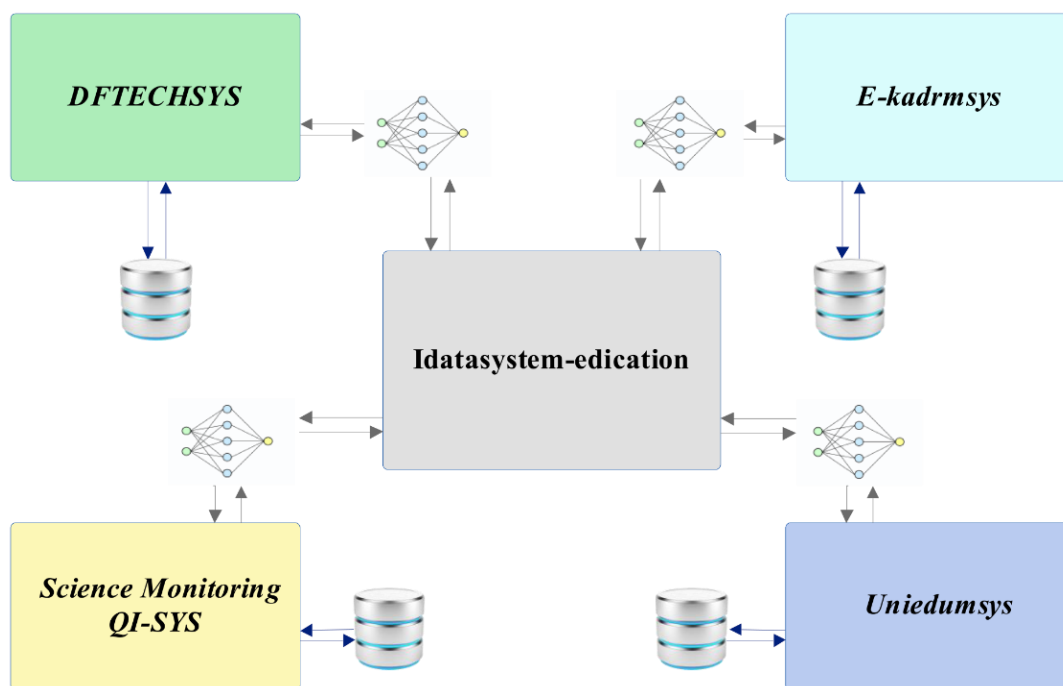 DFTECHSYS
E-kadrmsys
Idatasystem-edication
Science Monitoring
QI-SYS
Uniedumsys